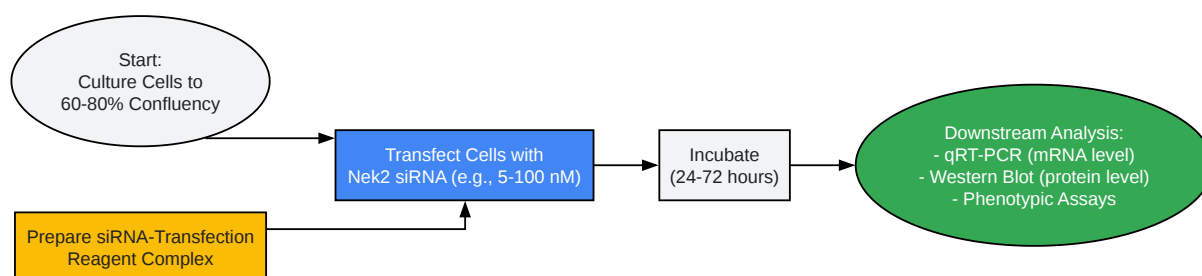 Start:
Culture Cells to
60-80% Confluency
Prepare siRNA-Transfection
Reagent Complex
Transfect Cells with
Nek2 siRNA (e.g., 5-100 nM)
Incubate
(24-72 hours)
Downstream Analysis:
- qRT-PCR (mRNA level)
- Western Blot (protein level)
- Phenotypic Assays